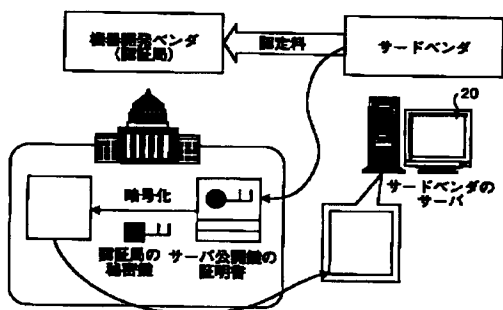 機器開発ベンダ
(認証局)
認定料
サードベンダ
20
サードベンダの
サーバ
暗号化
認証局の
秘密鍵
サーバ公開鍵の
証明書